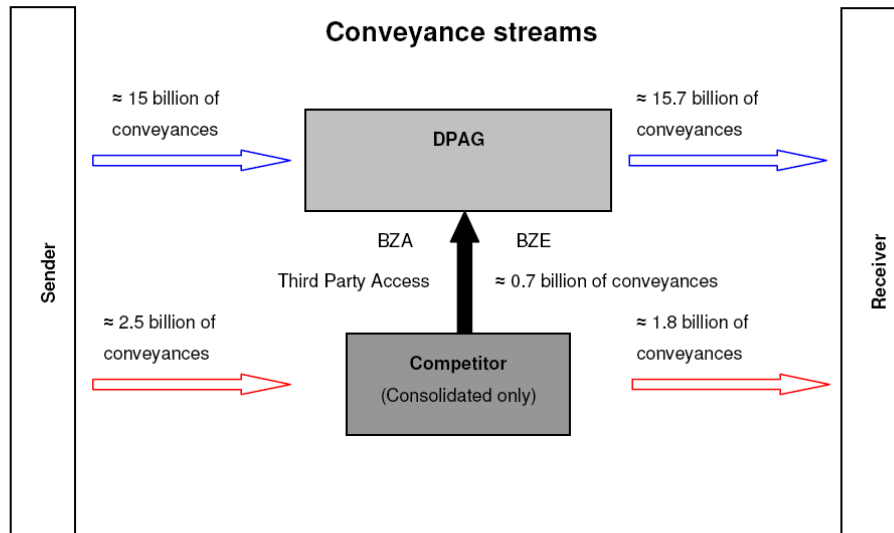 Conveyance streams
Sender
≈ 15 billion of
conveyances
DPAG
≈ 15.7 billion of
conveyances
BZA
BZE
Third Party Access
≈ 0.7 billion of conveyances
≈ 2.5 billion of
conveyances
Competitor
(Consolidated only)
≈ 1.8 billion of
conveyances
Receiver